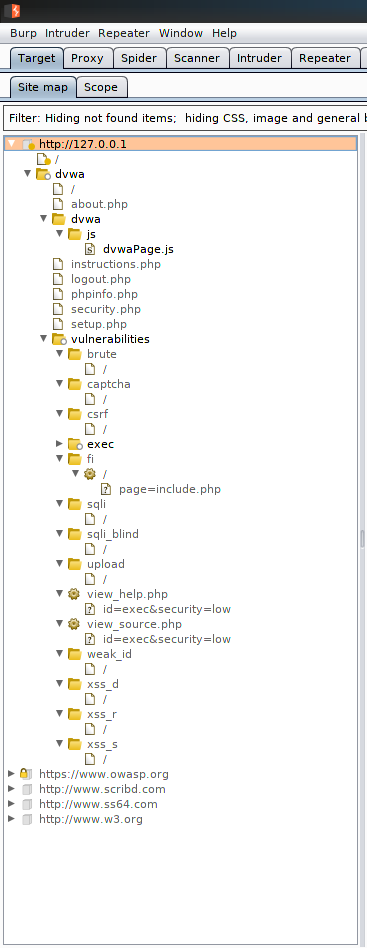 Burp Intruder Repeater Window Help
Target Proxy Spider Scanner Intruder Repeater
Site map Scope
Filter: Hiding not found items; hiding CSS, image and general
http://127.0.0.1
/
dvwa
/
about.php
dvwa
js
dvwaPage.js
instructions.php
logout.php
phpinfo.php
security.php
setup.php
vulnerabilities
brute
/
captcha
/
csrf
/
exec
fi
/
page=include.php
sqli
/
sqli_blind
/
upload
/
view_help.php
id=exec&security=low
view_source.php
id=exec&security=low
weak_id
/
xss_d
/
xss_r
/
xss_s
/
https://www.owasp.org
http://www.scribd.com
http://www.ss64.com
http://www.w3.org